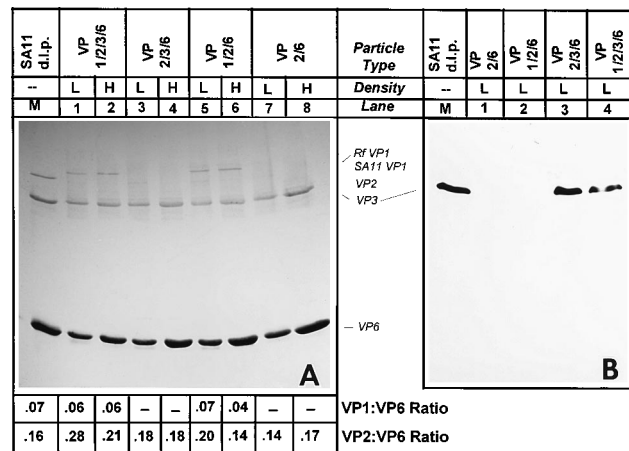 SA11 d.l.p. VP 1/2/3/6 VP 2/3/6 VP 1/2/6 VP 2/6 Particle Type SA11 d.l.p. VP 2/6 VP 1/2/6 VP 2/3/6 VP 1/2/3/6
-- L H L H L H L H Density -- L L L L
M 1 2 3 4 5 6 7 8 Lane M 1 2 3 4
Rf VP1
SA11 VP1
VP2
VP3
VP6
A B
.07 .06 .06 – – .07 .04 – – VP1:VP6 Ratio
.16 .28 .21 .18 .18 .20 .14 .14 .17 VP2:VP6 Ratio